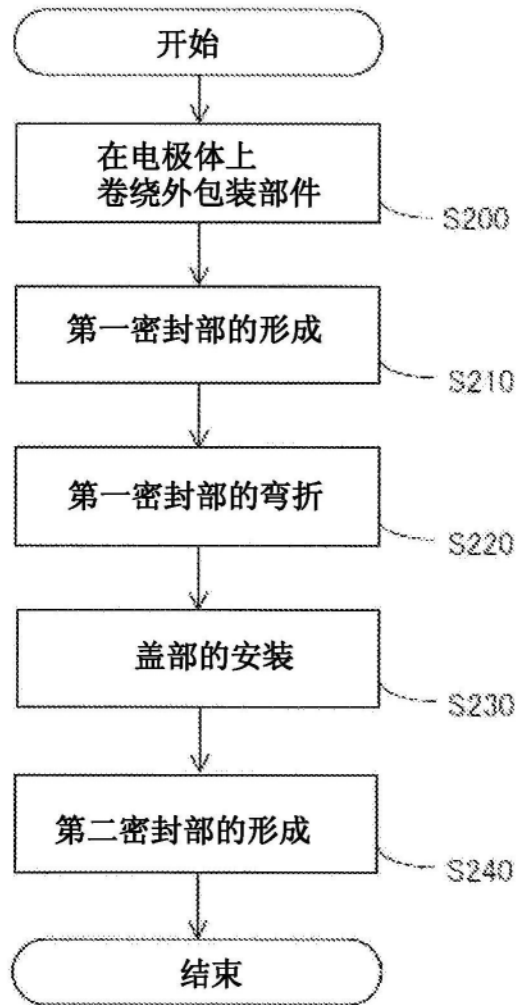 开始
在电极体上
卷绕外包装部件
S200
第一密封部的形成
S210
第一密封部的弯折
S220
盖部的安装
S230
第二密封部的形成
S240
结束